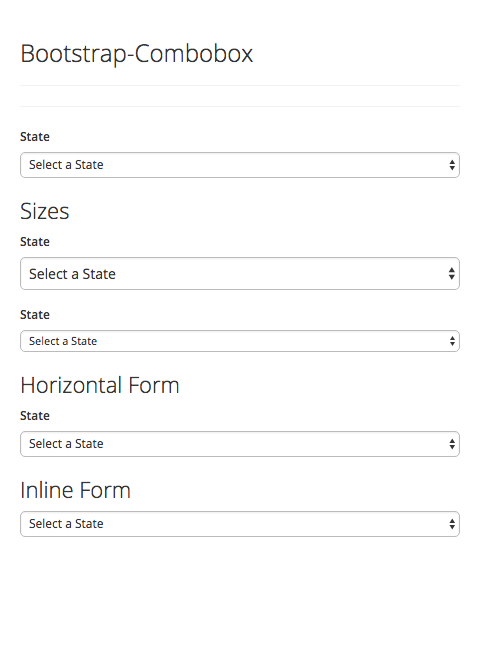 Bootstrap-Combobox
State
Select a State
Sizes
State
Select a State
State
Select a State
Horizontal Form
State
Select a State
Inline Form
Select a State